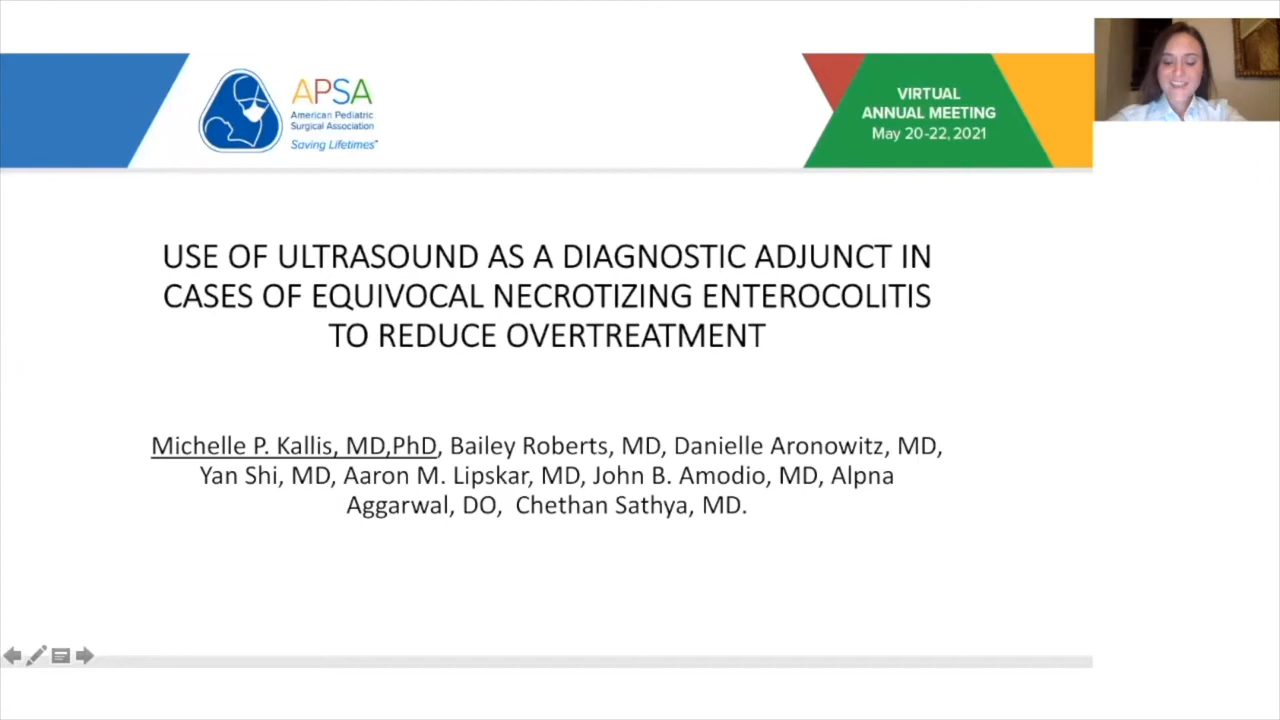 APSA
American Pediatric
Surgical Association
Saving Lifetimes™
VIRTUAL
ANNUAL MEETING
May 20-22, 2021
USE OF ULTRASOUND AS A DIAGNOSTIC ADJUNCT IN
CASES OF EQUIVOCAL NECROTIZING ENTEROCOLITIS
TO REDUCE OVERTREATMENT
Michelle P. Kallis, MD,PhD, Bailey Roberts, MD, Danielle Aronowitz, MD,
Yan Shi, MD, Aaron M. Lipskar, MD, John B. Amodio, MD, Alpna
Aggarwal, DO, Chethan Sathya, MD.